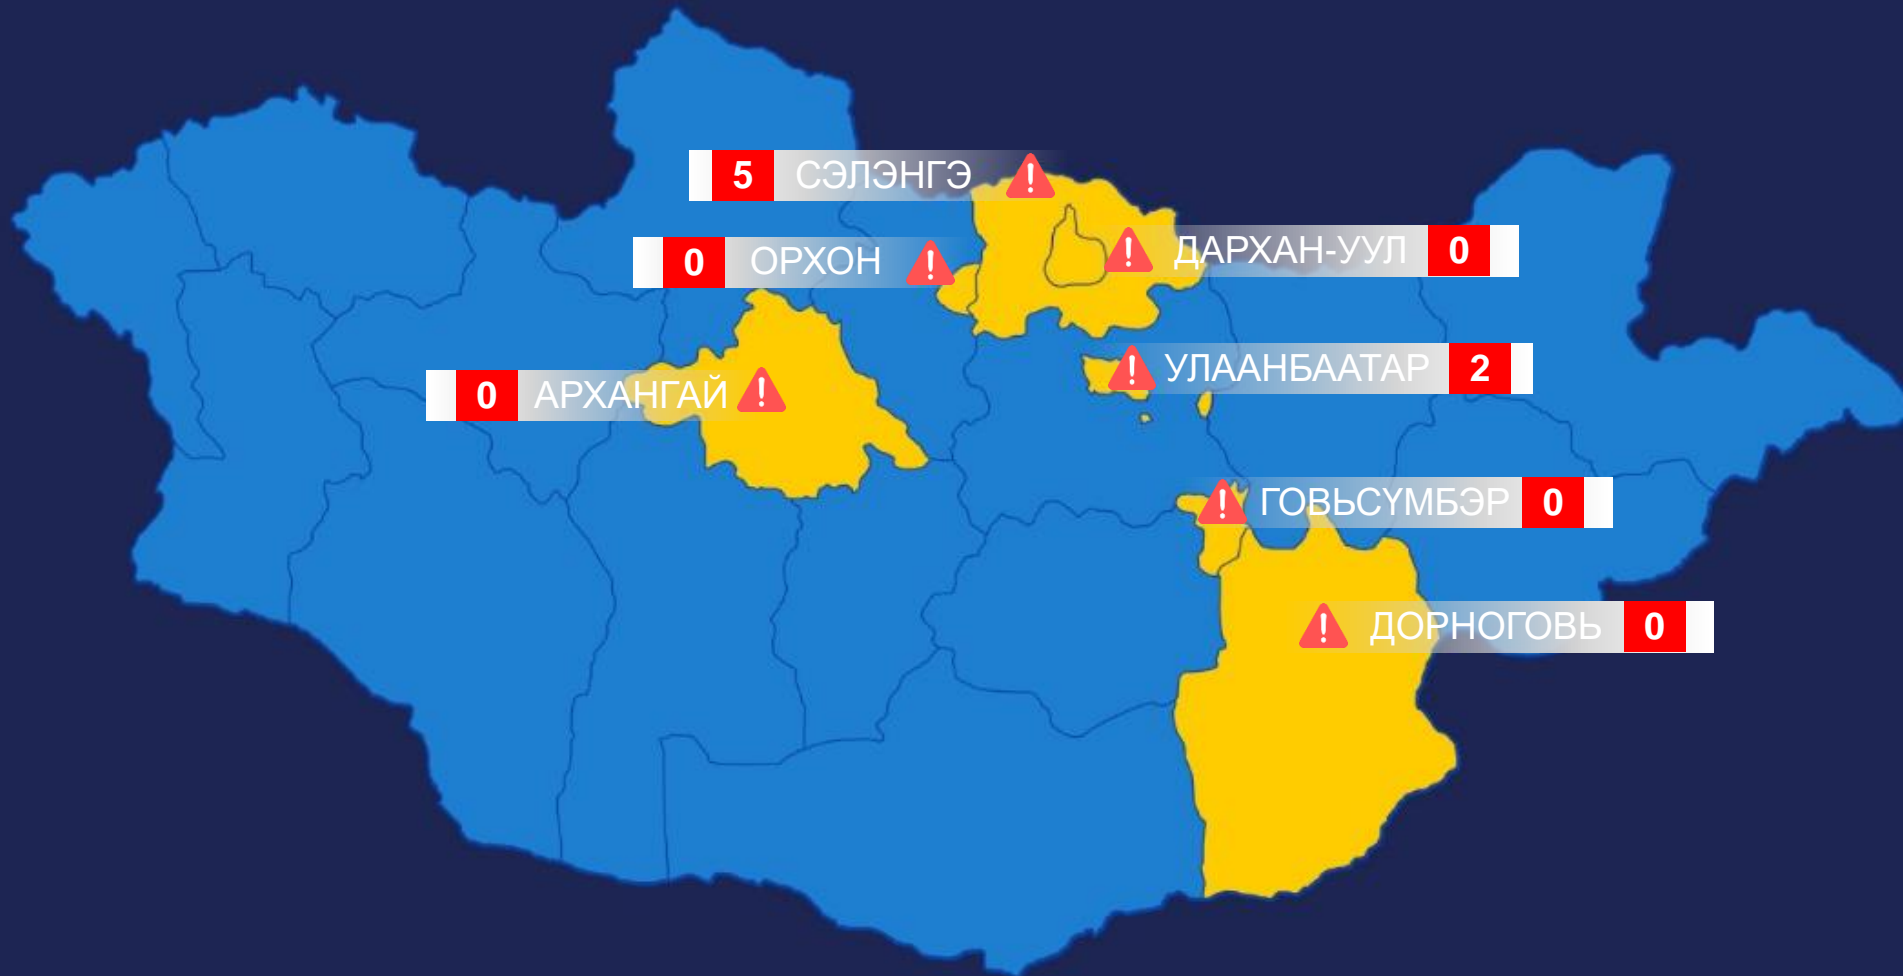 5 СЭЛЭНГЭ
ДАРХАН-УУЛ 0
0 ОРХОН
УЛААНБААТАР 2
0 АРХАНГАЙ
ГОВЬСҮМБЭР 0
ДОРНОГОВЬ 0